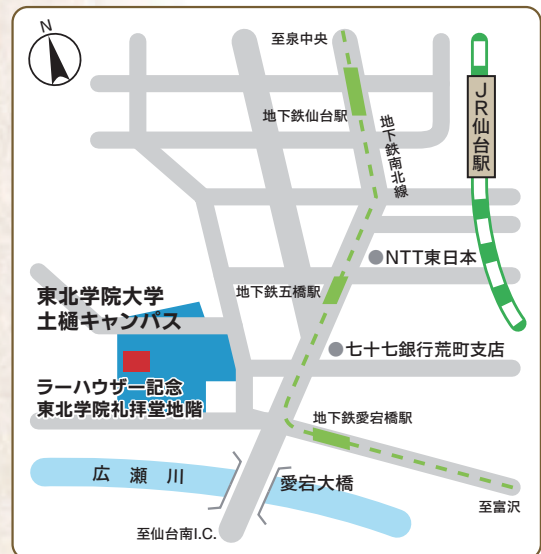 N
至泉中央
地下鉄仙台駅
地下鉄南北線
JR仙台駅
NTT東日本
地下鉄五橋駅
東北学院大学
土樋キャンパス
七十七銀行荒町支店
ラーハウザー記念
東北学院礼拝堂地階
地下鉄愛宕橋駅
広瀬川
愛宕大橋
至富沢
至仙台南I.C.